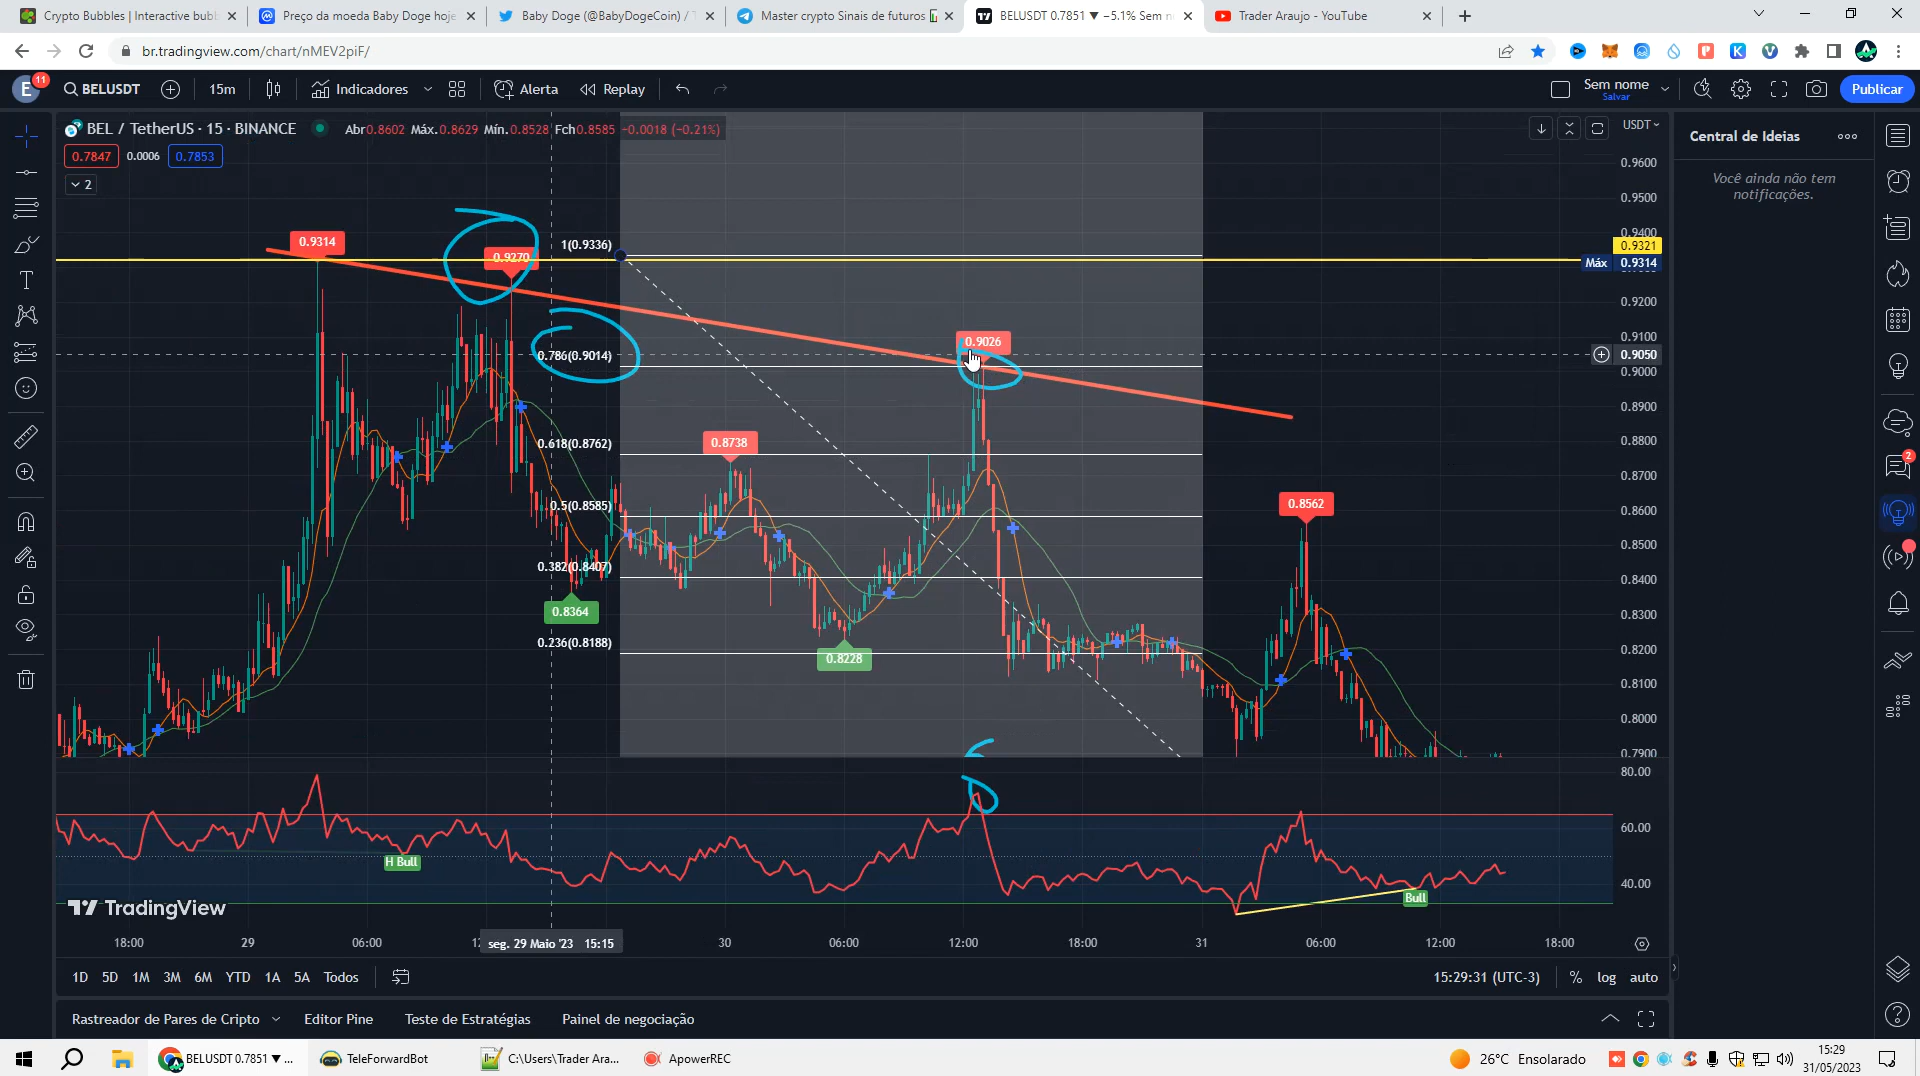 Crypto Bubbles | Interactive bubb
Preço da moeda Baby Doge hoje
Baby Doge (@BabyDogeCoin) / T
Master crypto Sinais de futuros
BELUSDT 0.7851 ▼ −5.1% Sem n
Trader Araujo - YouTube
br.tradingview.com/chart/nMEV2piF/
E
11
BELUSDT
15m
Indicadores
Alerta
Replay
Sem nome
Salvar
Publicar
BEL / TetherUS · 15 · BINANCE
Abr0.8602 Máx.0.8629 Mín.0.8528 Fch0.8585 −0.0018 (−0.21%)
USDT
Central de Ideias
0.7847
0.0006
0.7853
2
Você ainda não tem
notificações.
0.9600
0.9500
0.9400
0.9321
Máx 0.9314
0.9200
0.9100
0.9050
0.9000
0.8900
0.8800
0.8700
0.8600
0.8500
0.8400
0.8300
0.8200
0.8100
0.8000
0.7900
0.9314
0.9270
1(0.9336)
0.786(0.9014)
0.9026
0.618(0.8762)
0.8738
0.5(0.8585)
0.8562
0.382(0.8407)
0.8364
0.236(0.8188)
0.8228
2
80.00
60.00
40.00
H Bull
Bull
TradingView
18:00
29
06:00
12
seg. 29 Maio '23 15:15
30
06:00
12:00
18:00
31
06:00
12:00
18:00
1D 5D 1M 3M 6M YTD 1A 5A Todos
15:29:31 (UTC-3)
% log auto
Rastreador de Pares de Cripto
Editor Pine
Teste de Estratégias
Painel de negociação
BELUSDT 0.7851 ▼ ...
TeleForwardBot
C:\Users\Trader Ara...
ApowerREC
26°C Ensolarado
15:29
31/05/2023